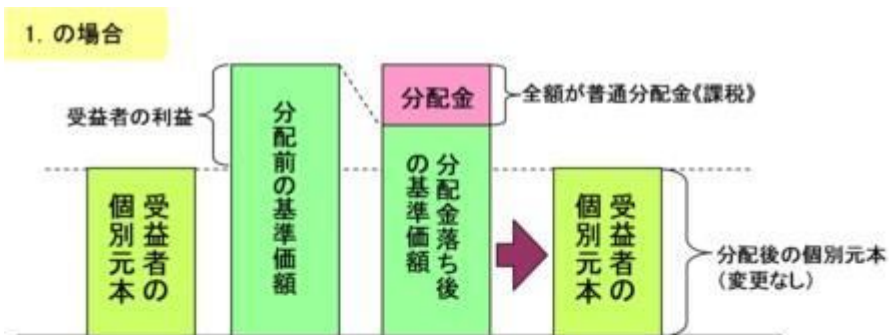 1. の場合
受益者の利益
分配前の基準価額
分配金
全額が普通分配金《課税》
分配金落ち後
の基準価額
受益者の
個別元本
受益者の
個別元本
分配後の個別元本
(変更なし)